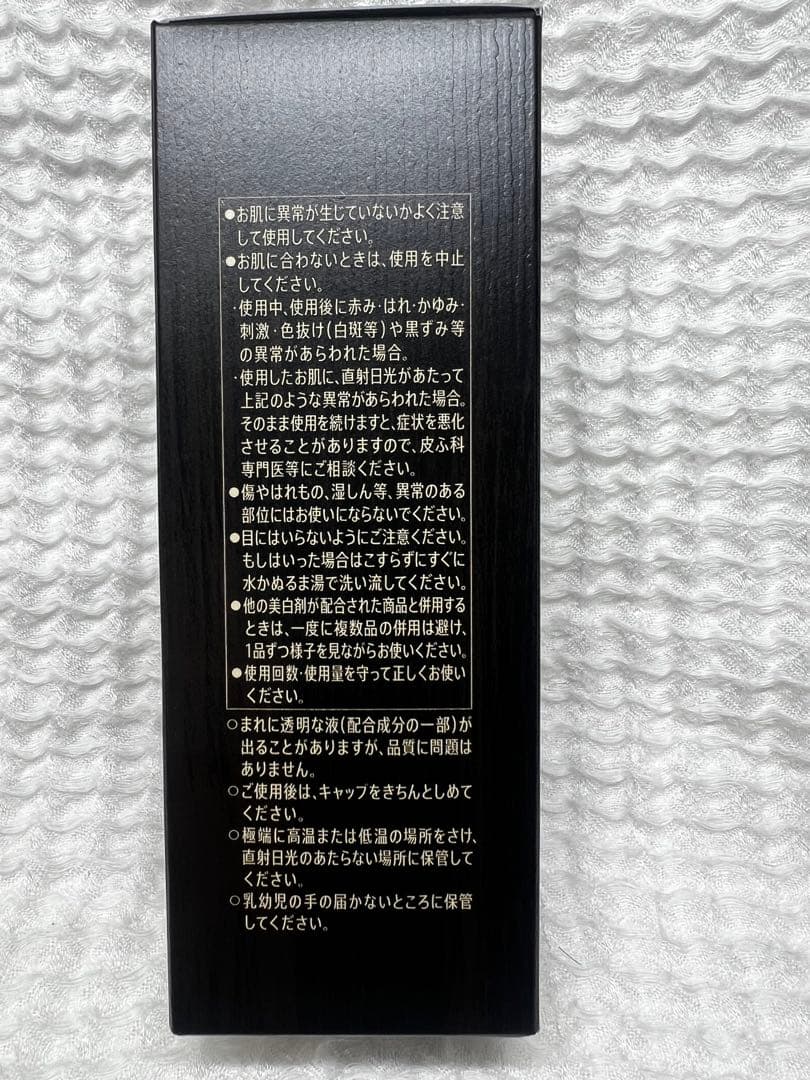 ●お肌に異常が生じていないかよく注意
して使用してください。
●お肌に合わないときは、使用を中止
してください。
・使用中、使用後に赤み・はれ・かゆみ・
刺激・色抜け(白斑等)や黒ずみ等
の異常があらわれた場合。
・使用したお肌に、直射日光があたって
上記のような異常があらわれた場合。
そのまま使用を続けますと、症状を悪化
させることがありますので、皮ふ科
専門医等にご相談ください。
●傷やはれもの、湿しん等、異常のある
部位にはお使いにならないでください。
●目にはいらないようにご注意ください。
もしはいった場合はこすらずにすぐに
水かぬるま湯で洗い流してください。
●他の美白剤が配合された商品と併用する
ときは、一度に複数品の併用は避け、
1品ずつ様子を見ながらお使いください。
●使用回数・使用量を守って正しくお使い
ください。
○まれに透明な液(配合成分の一部)が
出ることがありますが、品質に問題は
ありません。
○ご使用後は、キャップをきちんとしめて
ください。
○極端に高温または低温の場所をさけ、
直射日光のあたらない場所に保管して
ください。
○乳幼児の手の届かないところに保管
してください。